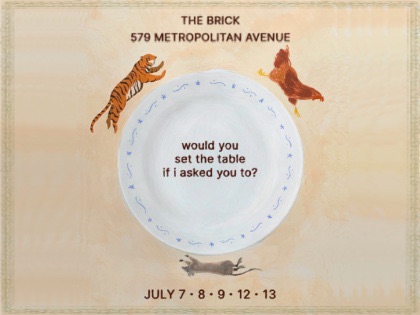 THE BRICK
579 METROPOLITAN AVENUE
would you
set the table
if i asked you to?
JULY 7 • 8 • 9 • 12 • 13